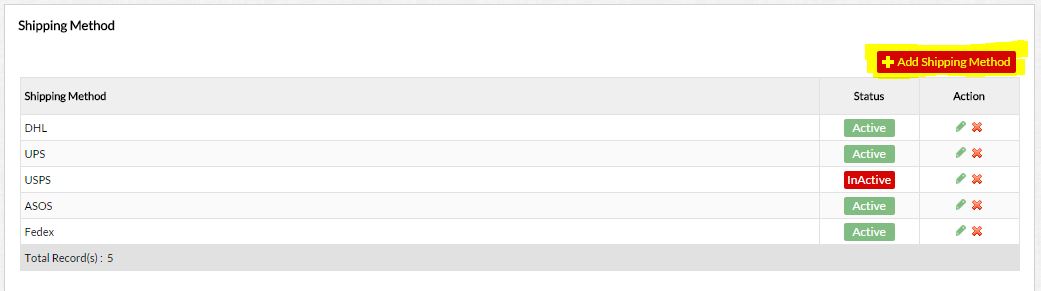 Shipping Method
Add Shipping Method
Shipping Method Status Action
DHL Active
UPS Active
USPS InActive
ASOS Active
Fedex Active
Total Record(s) : 5